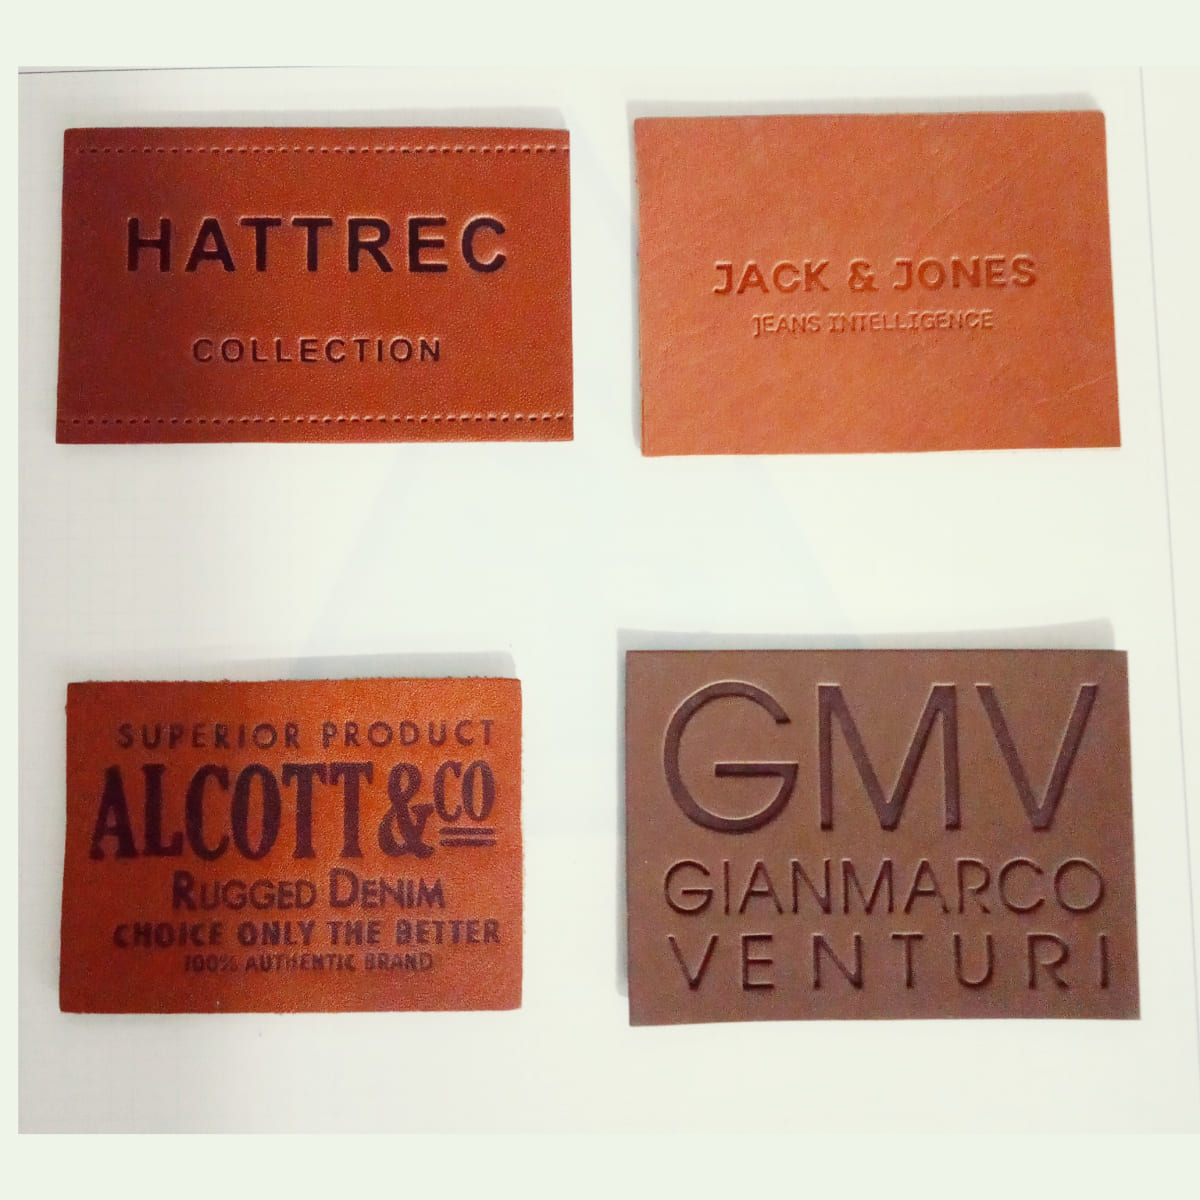 HATTREC
COLLECTION
JACK & JONES
JEANS INTELLIGENCE
SUPERIOR PRODUCT
ALCOTT & CO
RUGGED DENIM
CHOICE ONLY THE BETTER
100% AUTHENTIC BRAND
GMV
GIANMARCO
VENTURI